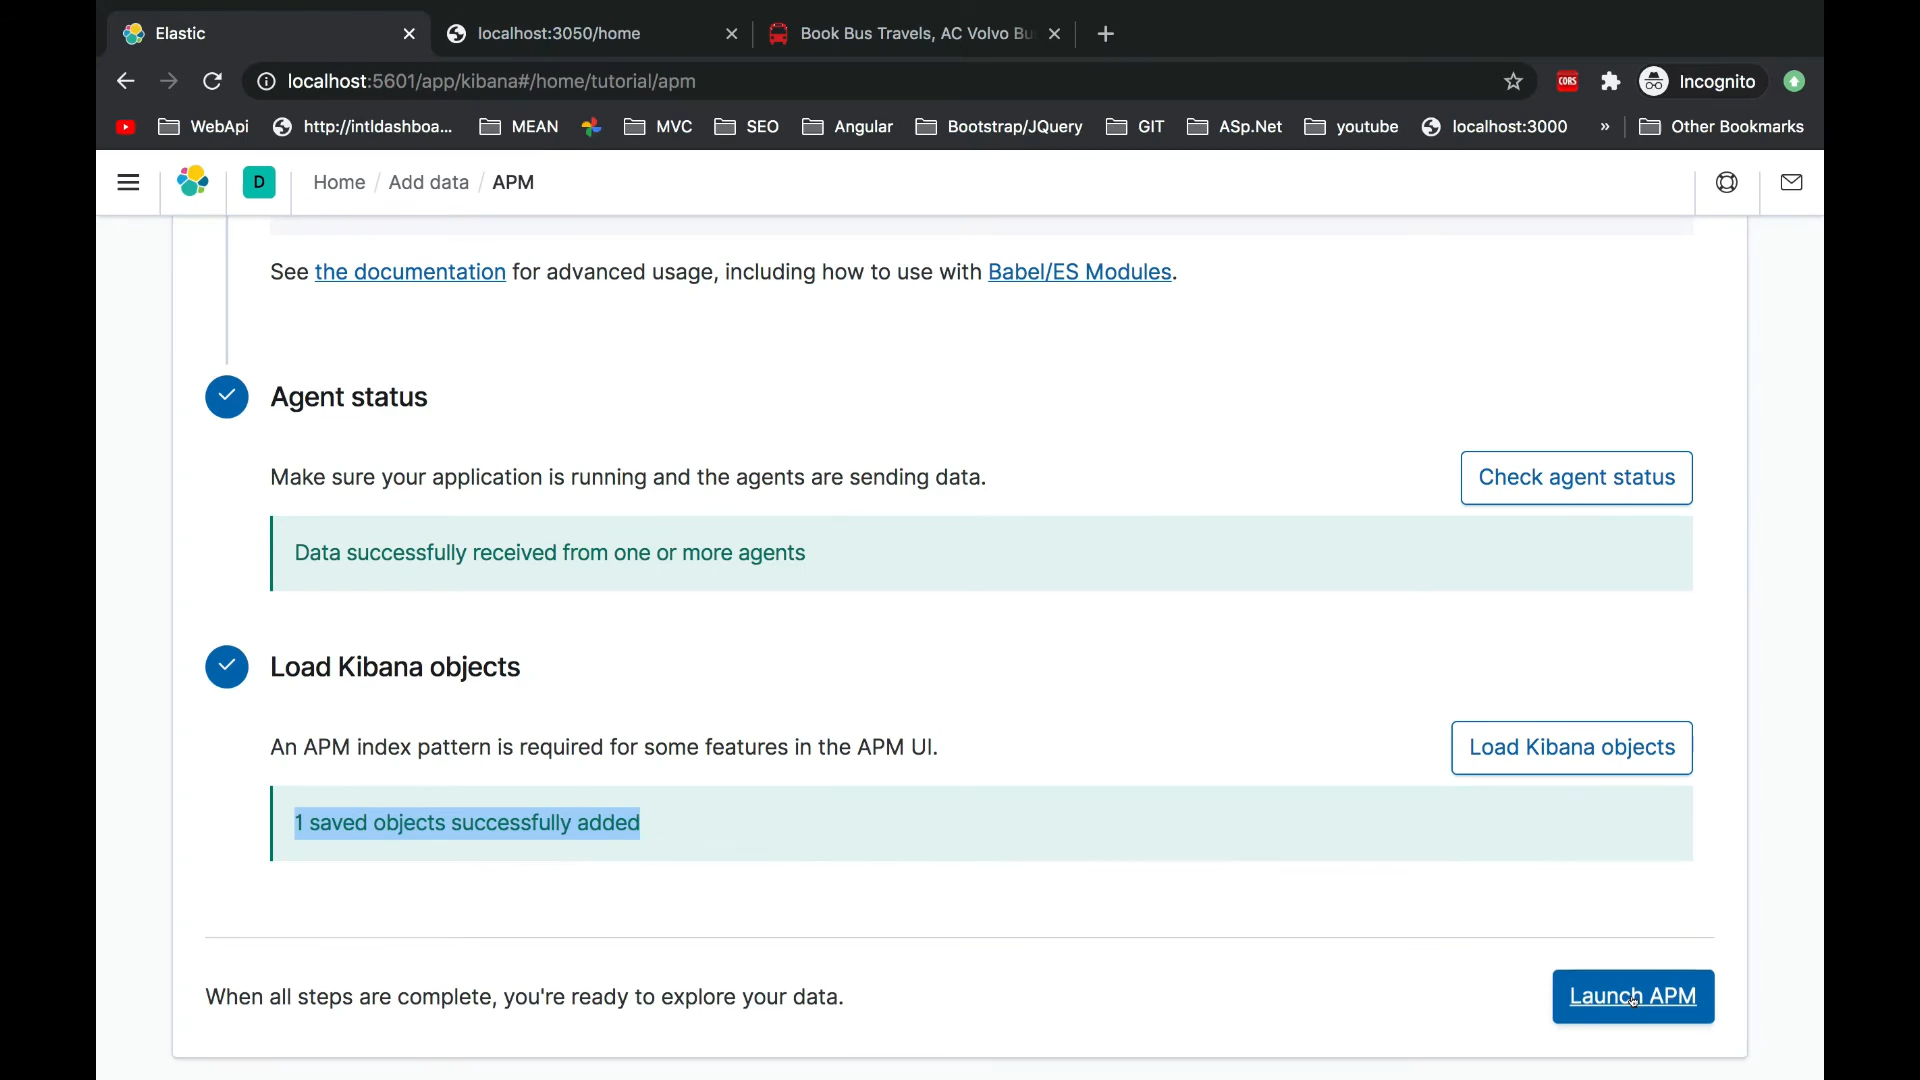 Elastic
localhost:3050/home
Book Bus Travels, AC Volvo Bu
localhost:5601/app/kibana#/home/tutorial/apm
CORS
Incognito
WebApi
http://intldashboa...
MEAN
MVC
SEO
Angular
Bootstrap/JQuery
GIT
ASp.Net
youtube
localhost:3000
»
Other Bookmarks
D
Home / Add data / APM
See the documentation for advanced usage, including how to use with Babel/ES Modules.
Agent status
Make sure your application is running and the agents are sending data.
Check agent status
Data successfully received from one or more agents
Load Kibana objects
An APM index pattern is required for some features in the APM UI.
Load Kibana objects
1 saved objects successfully added
When all steps are complete, you're ready to explore your data.
Launch APM